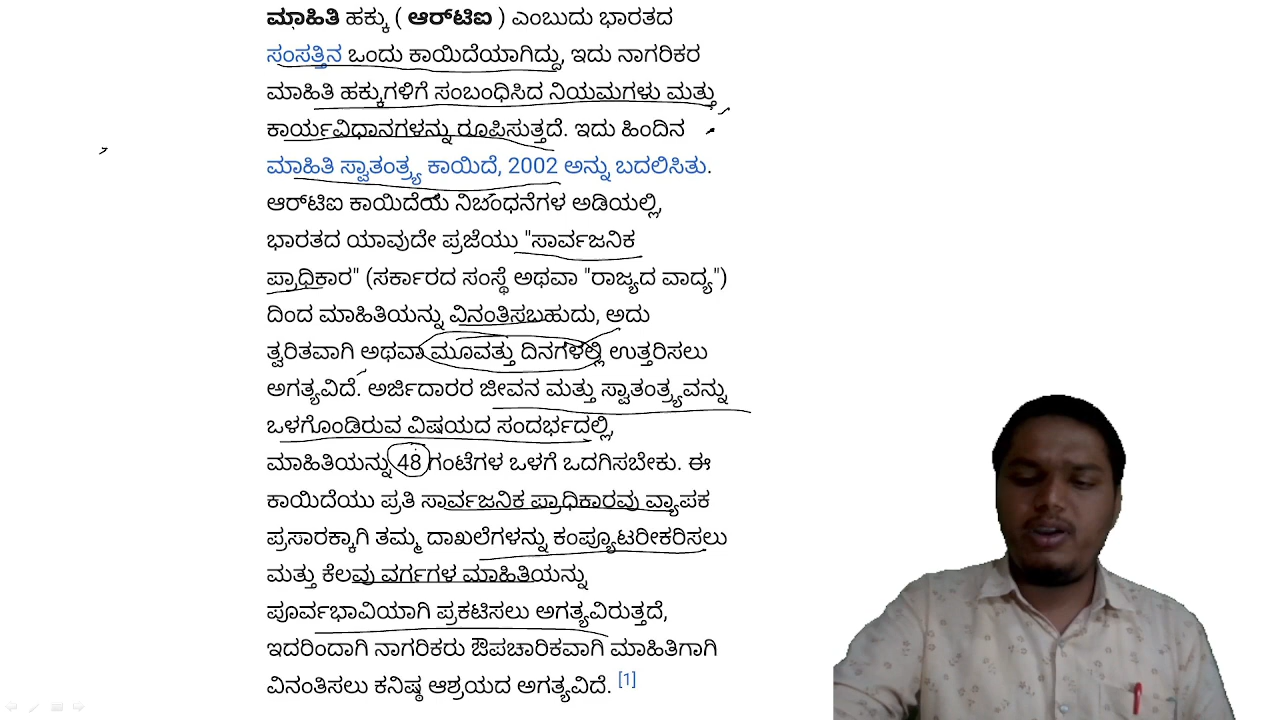 ಮಾಹಿತಿ ಹಕ್ಕು ( ಆರ್‌ಟಿಐ ) ಎಂಬುದು ಭಾರತದ
ಸಂಸತ್ತಿನ ಒಂದು ಕಾಯಿದೆಯಾಗಿದ್ದು, ಇದು ನಾಗರಿಕರ
ಮಾಹಿತಿ ಹಕ್ಕುಗಳಿಗೆ ಸಂಬಂಧಿಸಿದ ನಿಯಮಗಳು ಮತ್ತು
ಕಾರ್ಯವಿಧಾನಗಳನ್ನು ರೂಪಿಸುತ್ತದೆ. ಇದು ಹಿಂದಿನ
ಮಾಹಿತಿ ಸ್ವಾತಂತ್ರ್ಯ ಕಾಯಿದೆ, 2002 ಅನ್ನು ಬದಲಿಸಿತು.
ಆರ್‌ಟಿಐ ಕಾಯಿದೆಯ ನಿಬಂಧನೆಗಳ ಅಡಿಯಲ್ಲಿ,
ಭಾರತದ ಯಾವುದೇ ಪ್ರಜೆಯು "ಸಾರ್ವಜನಿಕ
ಪ್ರಾಧಿಕಾರ" (ಸರ್ಕಾರದ ಸಂಸ್ಥೆ ಅಥವಾ "ರಾಜ್ಯದ ವಾದ್ಯ")
ದಿಂದ ಮಾಹಿತಿಯನ್ನು ವಿನಂತಿಸಬಹುದು, ಅದು
ತ್ವರಿತವಾಗಿ ಅಥವಾ ಮೂವತ್ತು ದಿನಗಳಲ್ಲಿ ಉತ್ತರಿಸಲು
ಅಗತ್ಯವಿದೆ. ಅರ್ಜಿದಾರರ ಜೀವನ ಮತ್ತು ಸ್ವಾತಂತ್ರ್ಯವನ್ನು
ಒಳಗೊಂಡಿರುವ ವಿಷಯದ ಸಂದರ್ಭದಲ್ಲಿ,
ಮಾಹಿತಿಯನ್ನು 48 ಗಂಟೆಗಳ ಒಳಗೆ ಒದಗಿಸಬೇಕು. ಈ
ಕಾಯಿದೆಯು ಪ್ರತಿ ಸಾರ್ವಜನಿಕ ಪ್ರಾಧಿಕಾರವು ವ್ಯಾಪಕ
ಪ್ರಸಾರಕ್ಕಾಗಿ ತಮ್ಮ ದಾಖಲೆಗಳನ್ನು ಕಂಪ್ಯೂಟರೀಕರಿಸಲು
ಮತ್ತು ಕೆಲವು ವರ್ಗಗಳ ಮಾಹಿತಿಯನ್ನು
ಪೂರ್ವಭಾವಿಯಾಗಿ ಪ್ರಕಟಿಸಲು ಅಗತ್ಯವಿರುತ್ತದೆ,
ಇದರಿಂದಾಗಿ ನಾಗರಿಕರು ಔಪಚಾರಿಕವಾಗಿ ಮಾಹಿತಿಗಾಗಿ
ವಿನಂತಿಸಲು ಕನಿಷ್ಠ ಆಶ್ರಯದ ಅಗತ್ಯವಿದೆ. [1]